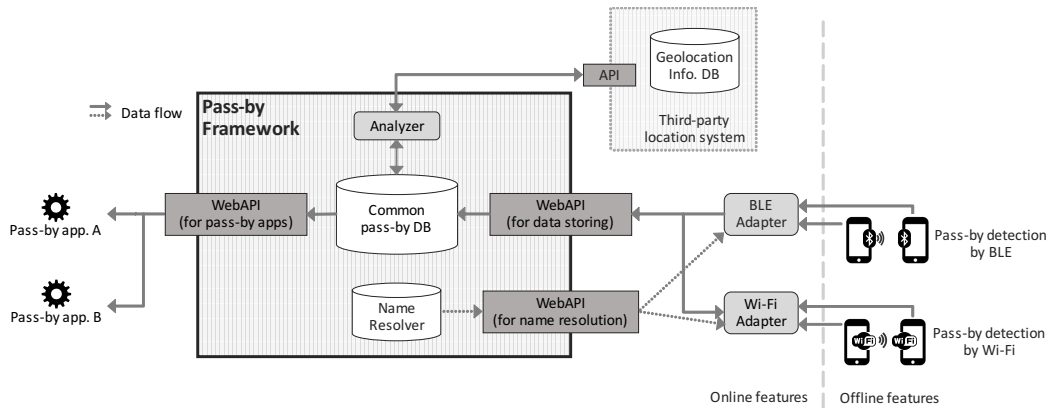 Geolocation
Info. DB
API
Third-party
location system
Data flow
Pass-by
Framework
Analyzer
WebAPI
(for pass-by apps)
Common
pass-by DB
WebAPI
(for data storing)
BLE
Adapter
Pass-by app. A
Pass-by detection
by BLE
Name
Resolver
WebAPI
(for name resolution)
Wi-Fi
Adapter
Pass-by app. B
WiFi
WiFi
Pass-by detection
by Wi-Fi
Online features
Offline features